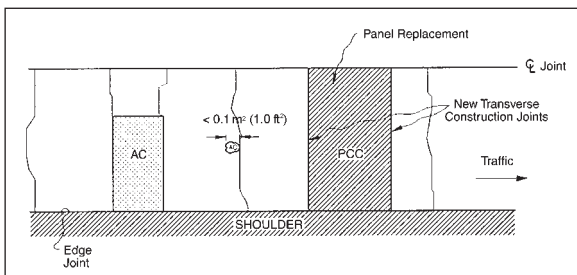 Panel Replacement
℄ Joint
< 0.1 m² (1.0 ft²)
New Transverse
Construction Joints
AC
AC
PCC
Traffic
SHOULDER
Edge
Joint